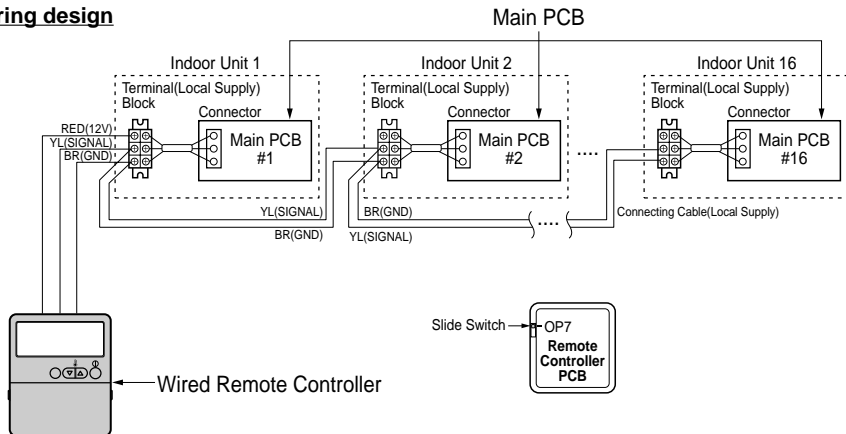 ring design
Main PCB
Indoor Unit 1
Indoor Unit 2
Indoor Unit 16
Terminal(Local Supply)
Block
Connector
Terminal(Local Supply)
Block
Connector
Terminal(Local Supply)
Block
Connector
RED(12V)
YL(SIGNAL)
BR(GND)
Main PCB
#1
Main PCB
#2
....
Main PCB
#16
YL(SIGNAL)
BR(GND)
BR(GND)
YL(SIGNAL)
....
Connecting Cable(Local Supply)
Slide Switch
OP7
Remote
Controller
PCB
Wired Remote Controller